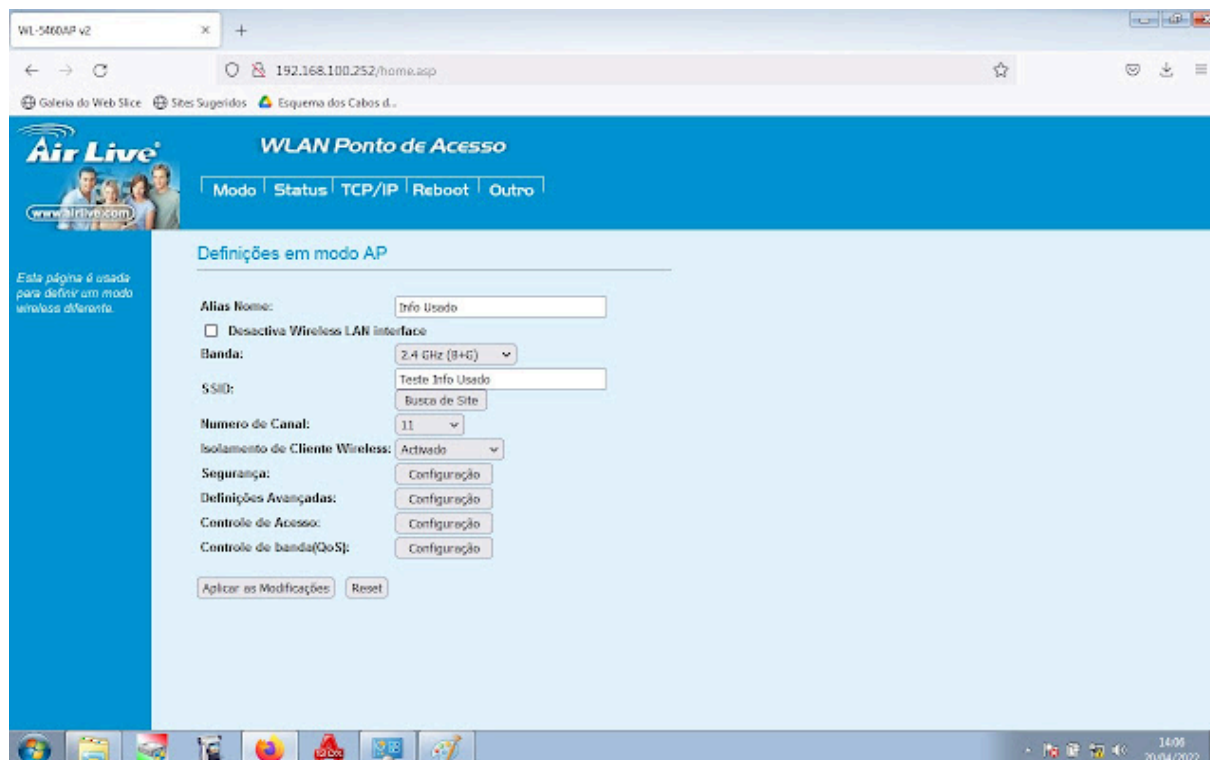 WL-5460AP v2
192.168.100.252/home.asp
Galeria do Web Slice Sites Sugeridos Esquema dos Cabos d...
Air Live
www.airlive.com
WLAN Ponto de Acesso
Modo Status TCP/IP Reboot Outro
Esta página é usada
para definir um modo
wireless diferente.
Definições em modo AP
Alias Nome: Info Usado
Desactiva Wireless LAN interface
Banda: 2.4 GHz (B+G)
SSID: Teste Info Usado
Busca de Site
Numero de Canal: 11
Isolamento de Cliente Wireless: Activado
Segurança: Configuração
Definições Avançadas: Configuração
Controle de Acesso: Configuração
Controle de banda(QoS): Configuração
Aplicar as Modificações Reset
14:06
20/04/2022